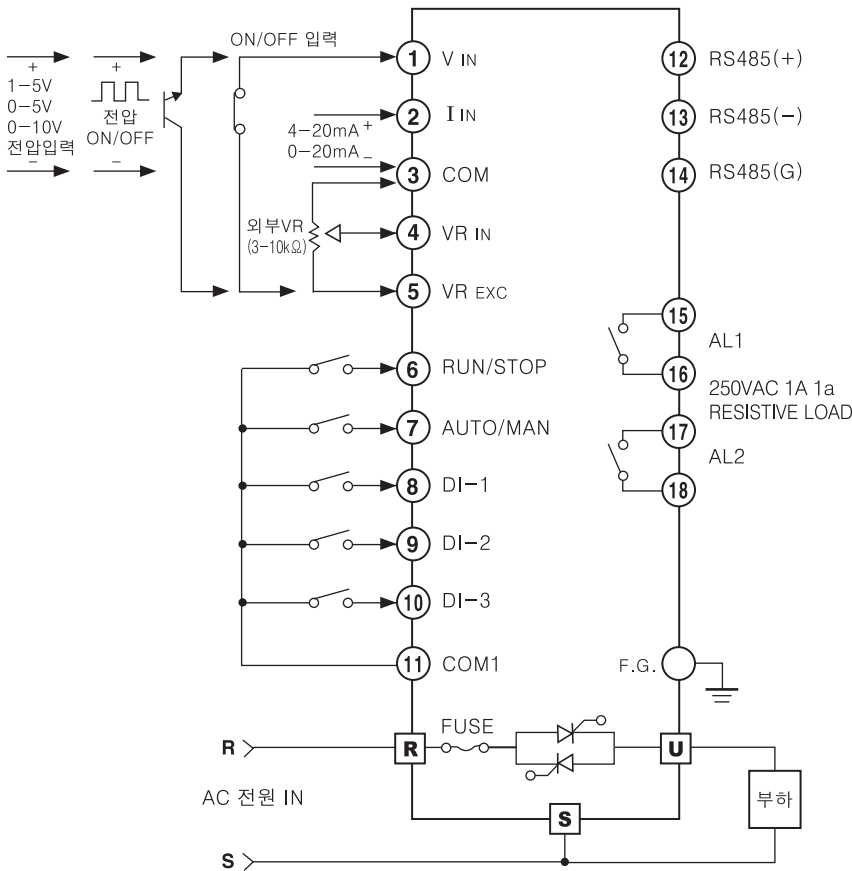 ON/OFF 입력
+
1-5V
0-5V
0-10V
전압입력
-
+
전압
ON/OFF
-
1 V IN
2 I IN
4-20mA +
0-20mA -
3 COM
외부VR
(3-10kΩ)
4 VR IN
5 VR EXC
6 RUN/STOP
7 AUTO/MAN
8 DI-1
9 DI-2
10 DI-3
11 COM1
12 RS485(+)
13 RS485(-)
14 RS485(G)
15
AL1
16
250VAC 1A 1a
RESISTIVE LOAD
17
AL2
18
F.G.
FUSE
R
R
U
AC 전원 IN
부하
S
S